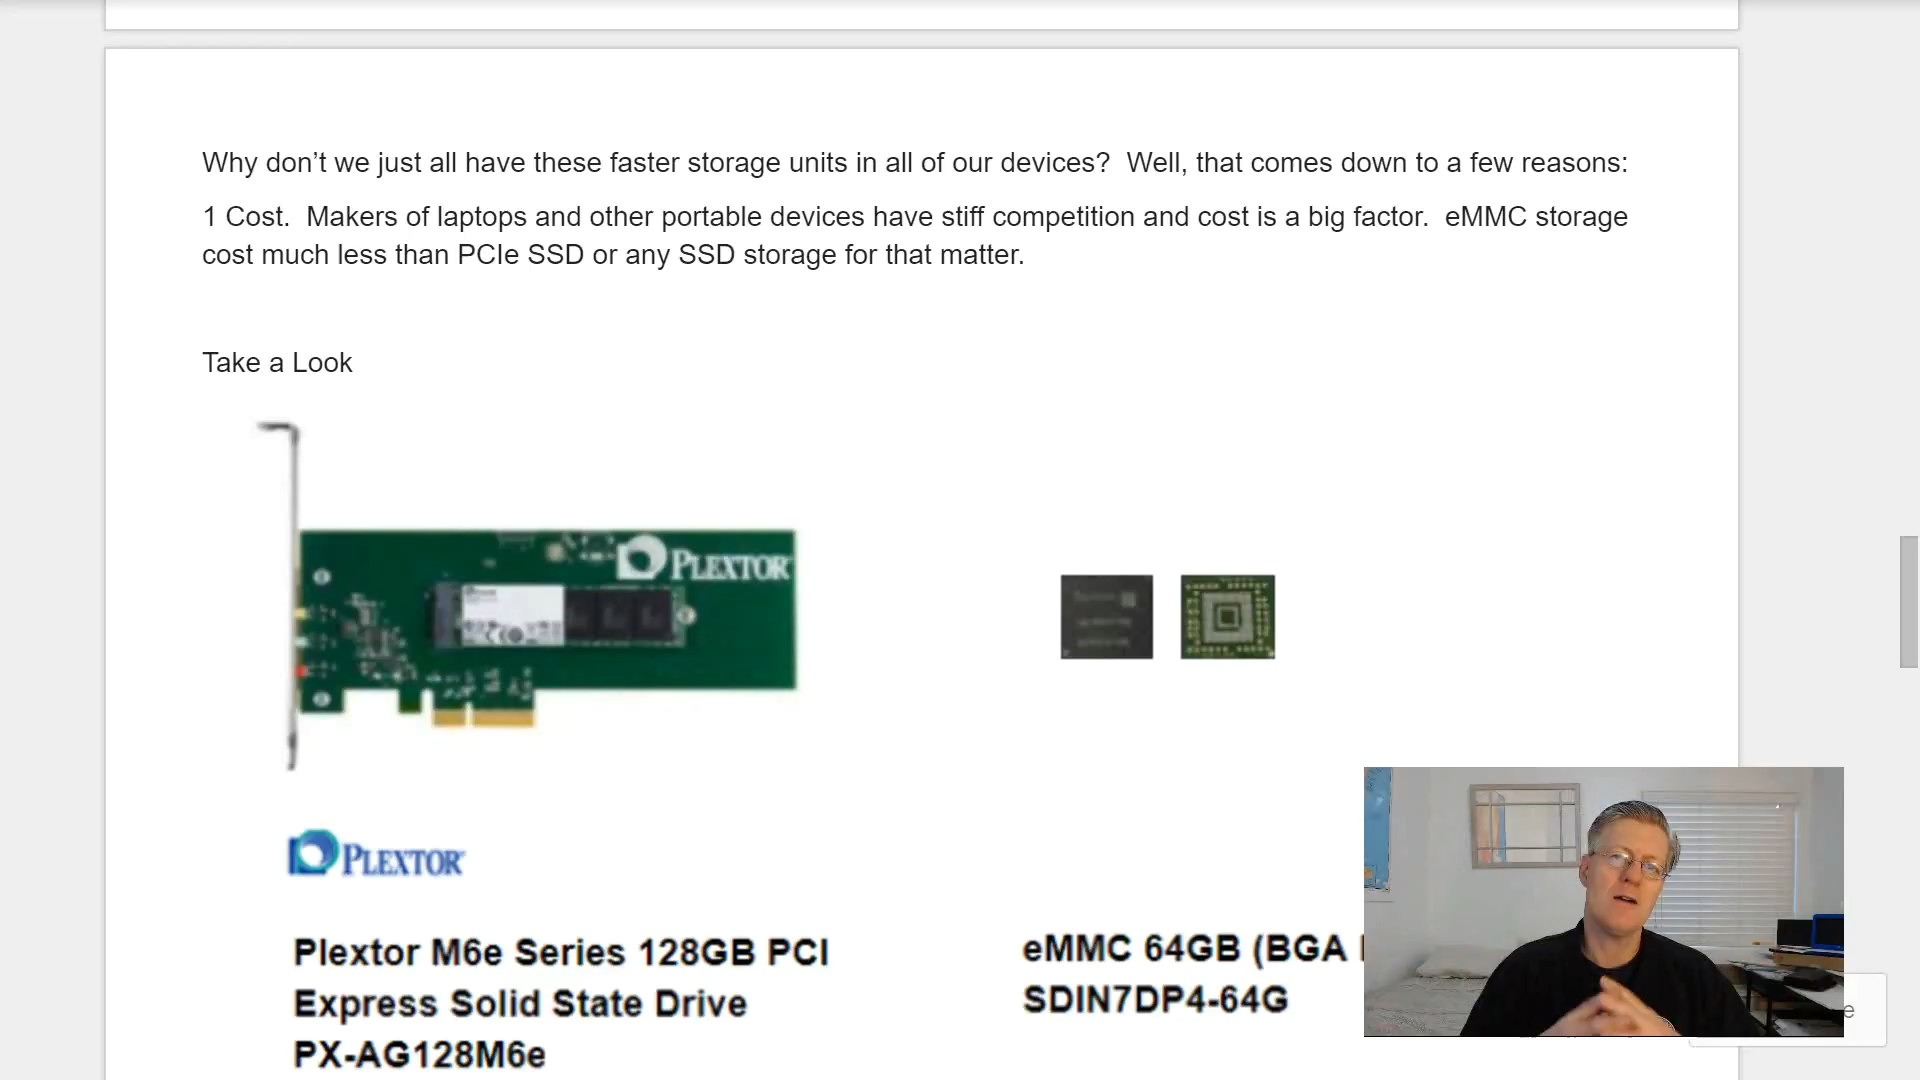 Why don’t we just all have these faster storage units in all of our devices?  Well, that comes down to a few reasons:
1 Cost.  Makers of laptops and other portable devices have stiff competition and cost is a big factor.  eMMC storage
cost much less than PCIe SSD or any SSD storage for that matter.
Take a Look
PLEXTOR
PLEXTOR
Plextor M6e Series 128GB PCI
Express Solid State Drive
PX-AG128M6e
eMMC 64GB (BGA
SDIN7DP4-64G